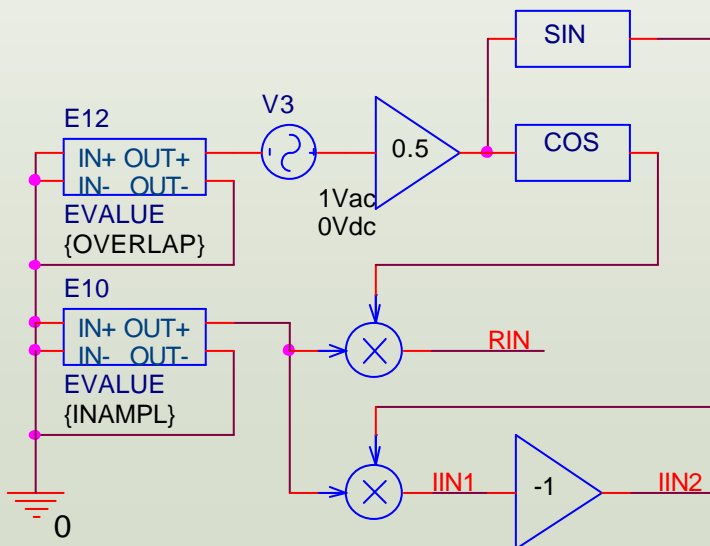 SIN
V3
E12
IN+ OUT+
0.5
COS
IN- OUT-
1Vac
EVALUE
0Vdc
{OVERLAP}
E10
IN+ OUT+
RIN
IN- OUT-
EVALUE
{INAMPL}
IIN1
-1
IIN2
0